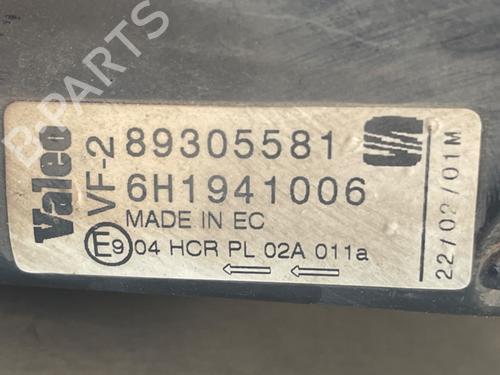 Valeo
VF-2
89305581
6H1941006
MADE IN EC
E9 04 HCR PL 02A 011a
22/02/01M
B-PARTS